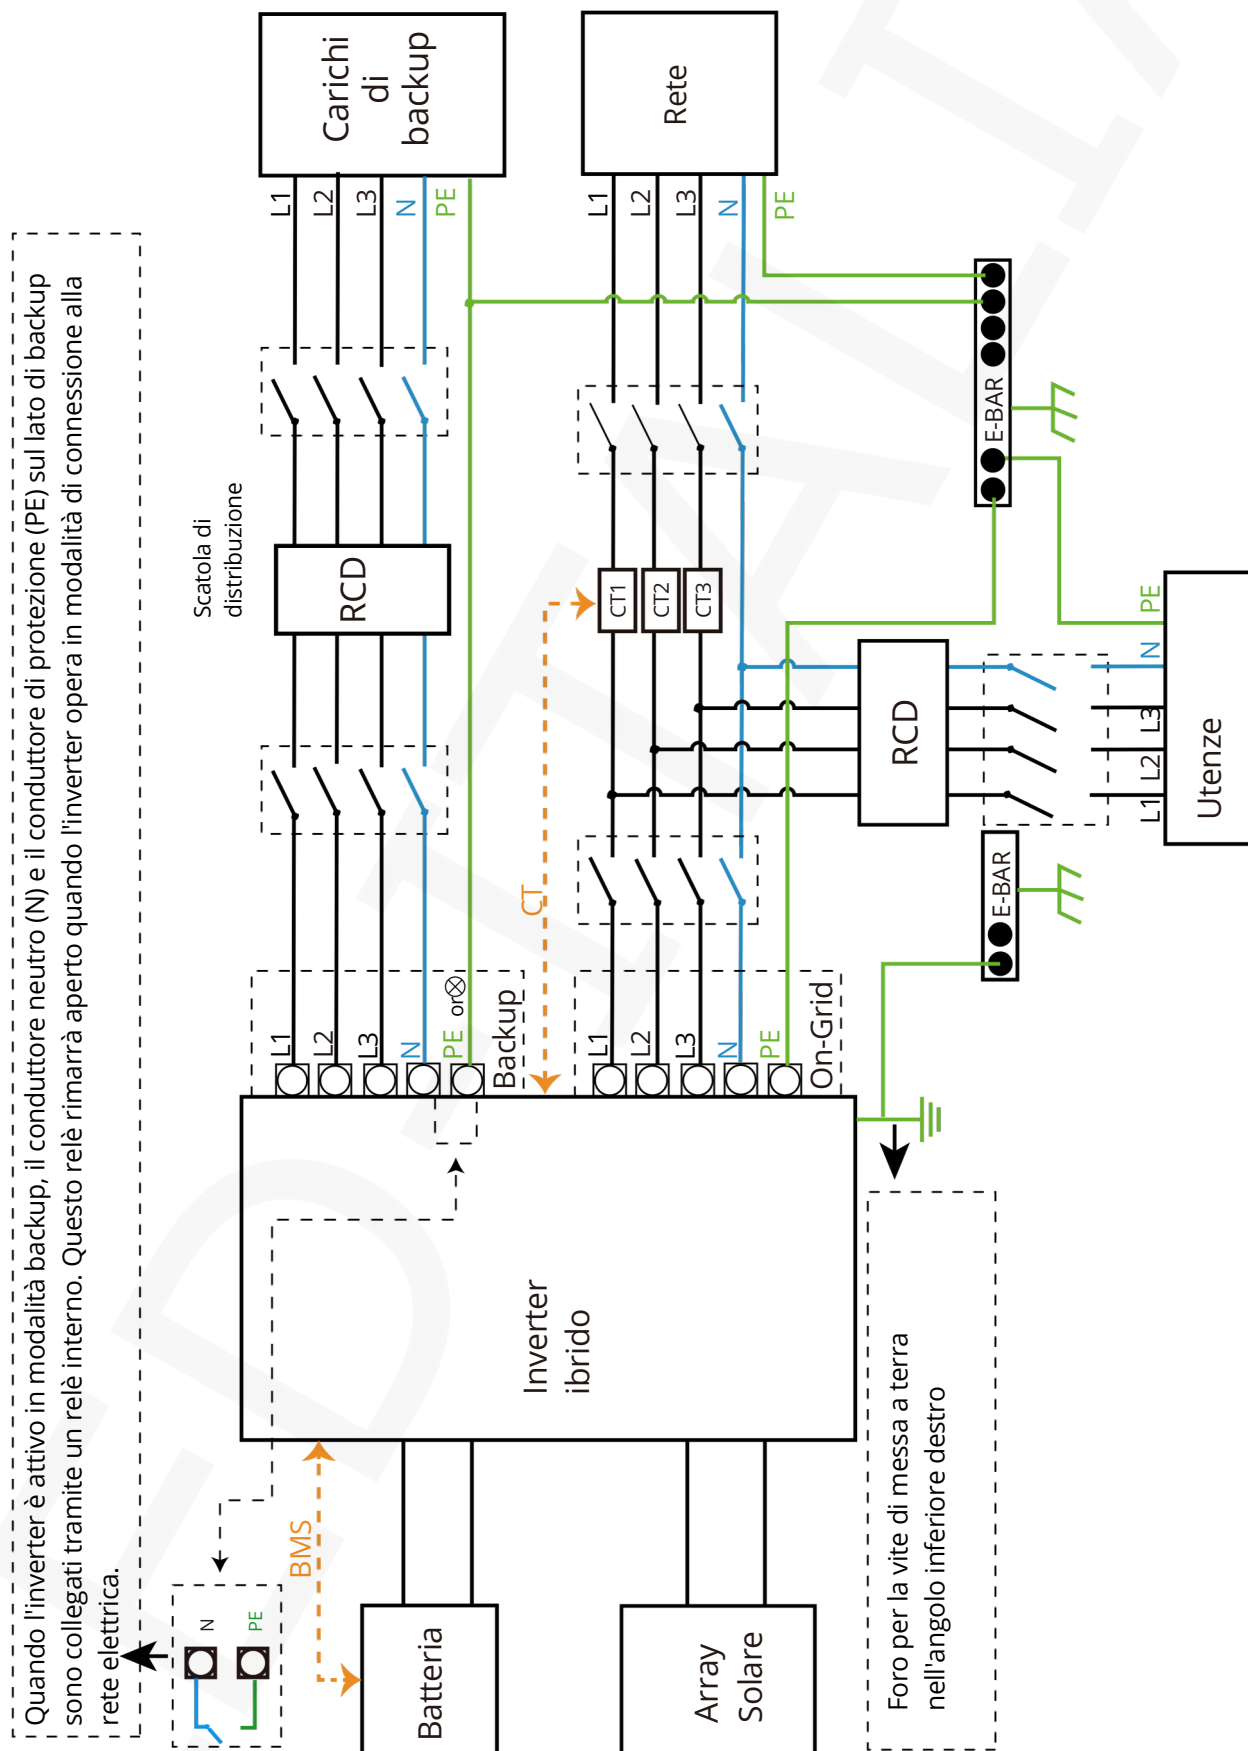 Quando l'inverter è attivo in modalità backup, il conduttore neutro (N) e il conduttore di protezione (PE) sul lato di backup
sono collegati tramite un relè interno. Questo relè rimarrà aperto quando l'inverter opera in modalità di connessione alla
rete elettrica.
N
PE
BMS
Batteria
Array
Solare
Inverter
ibrido
Foro per la vite di messa a terra
nell'angolo inferiore destro
L1
L2
L3
N
PE
or
Backup
CT
L1
L2
L3
N
PE
On-Grid
E-BAR
Scatola di
distribuzione
RCD
CT1
CT2
CT3
RCD
L1
L2
L3
N
PE
Utenze
E-BAR
L1
L2
L3
N
PE
Carichi
di
backup
L1
L2
L3
N
PE
Rete